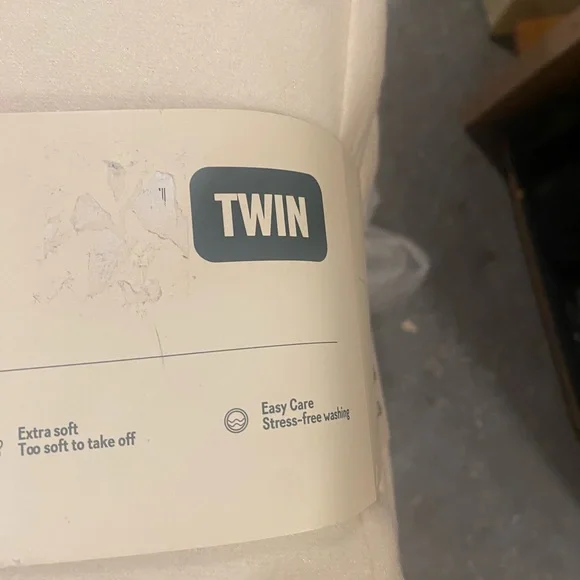 TWIN
Extra soft
Too soft to take off
Easy Care
Stress-free washing